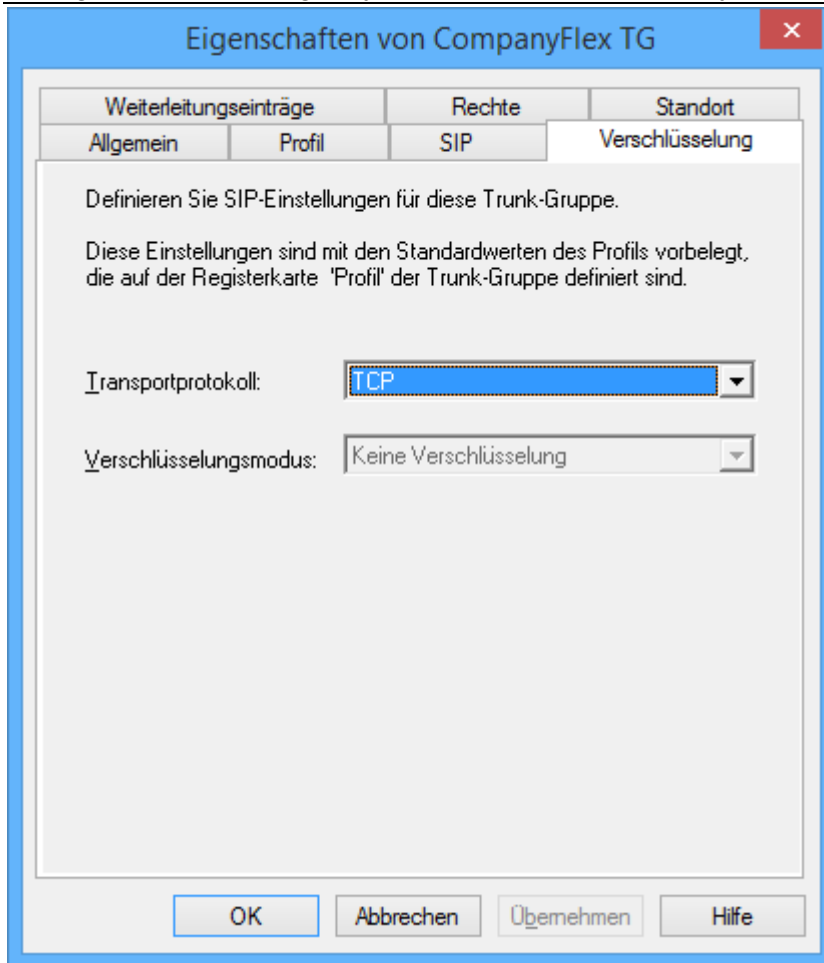 Eigenschaften von CompanyFlex TG
Weiterleitungseinträge Rechte Standort
Allgemein Profil SIP Verschlüsselung
Definieren Sie SIP-Einstellungen für diese Trunk-Gruppe.
Diese Einstellungen sind mit den Standardwerten des Profils vorbelegt,
die auf der Registerkarte 'Profil' der Trunk-Gruppe definiert sind.
Transportprotokoll: TCP
Verschlüsselungsmodus: Keine Verschlüsselung
OK Abbrechen Übernehmen Hilfe